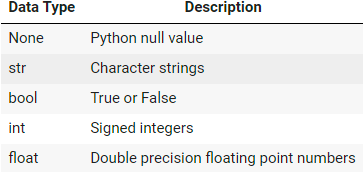 Data Type Description
None Python null value
str Character strings
bool True or False
int Signed integers
float Double precision floating point numbers